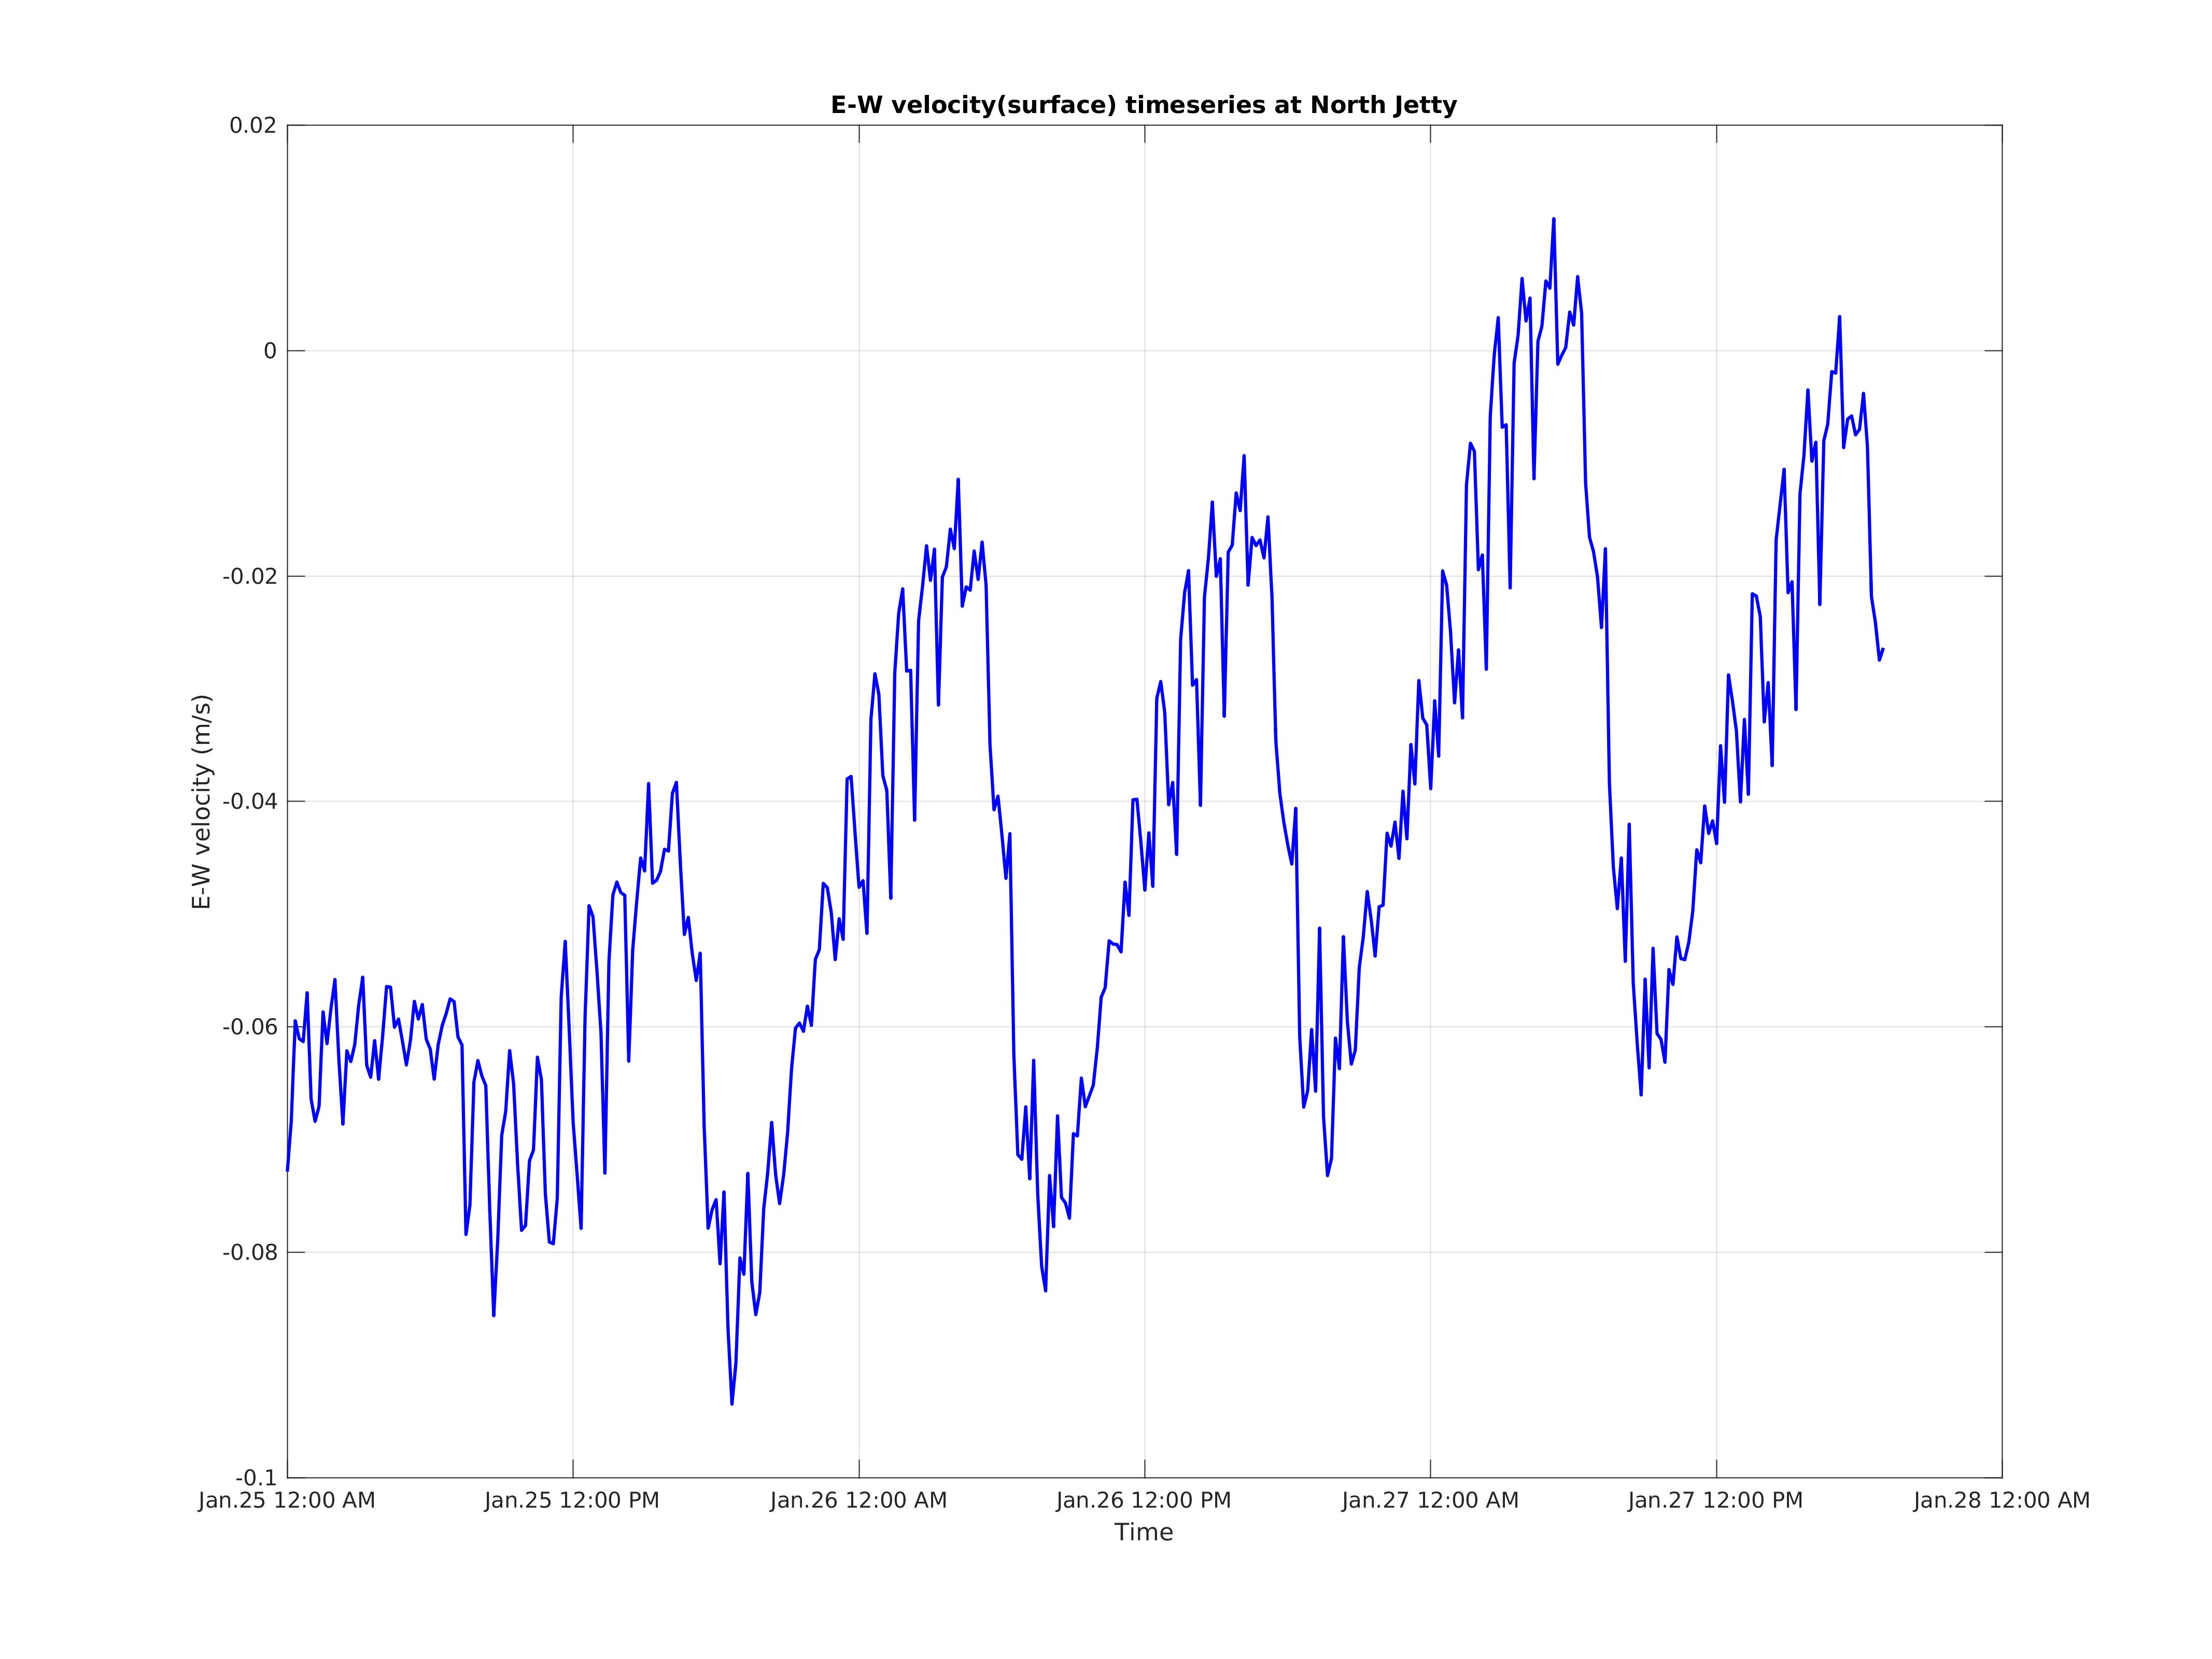 E-W velocity(surface) timeseries at North Jetty
0.02
0
-0.02
-0.04
-0.06
-0.08
-0.1
E-W velocity (m/s)
Jan.25 12:00 AM
Jan.25 12:00 PM
Jan.26 12:00 AM
Jan.26 12:00 PM
Jan.27 12:00 AM
Jan.27 12:00 PM
Jan.28 12:00 AM
Time